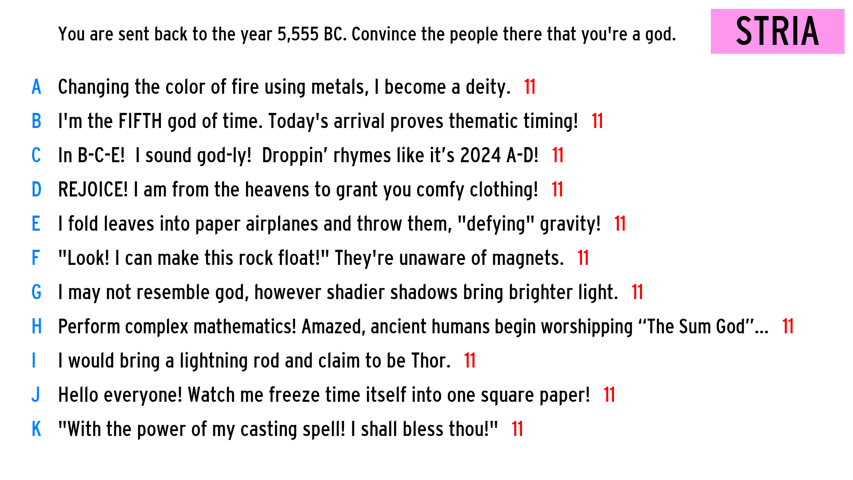 You are sent back to the year 5,555 BC. Convince the people there that you're a god.
STRIA
A Changing the color of fire using metals, I become a deity. 11
B I'm the FIFTH god of time. Today's arrival proves thematic timing! 11
C In B-C-E! I sound god-ly! Droppin’ rhymes like it’s 2024 A-D! 11
D REJOICE! I am from the heavens to grant you comfy clothing! 11
E I fold leaves into paper airplanes and throw them, "defying" gravity! 11
F "Look! I can make this rock float!" They're unaware of magnets. 11
G I may not resemble god, however shadier shadows bring brighter light. 11
H Perform complex mathematics! Amazed, ancient humans begin worshipping “The Sum God”... 11
I I would bring a lightning rod and claim to be Thor. 11
J Hello everyone! Watch me freeze time itself into one square paper! 11
K "With the power of my casting spell! I shall bless thou!" 11